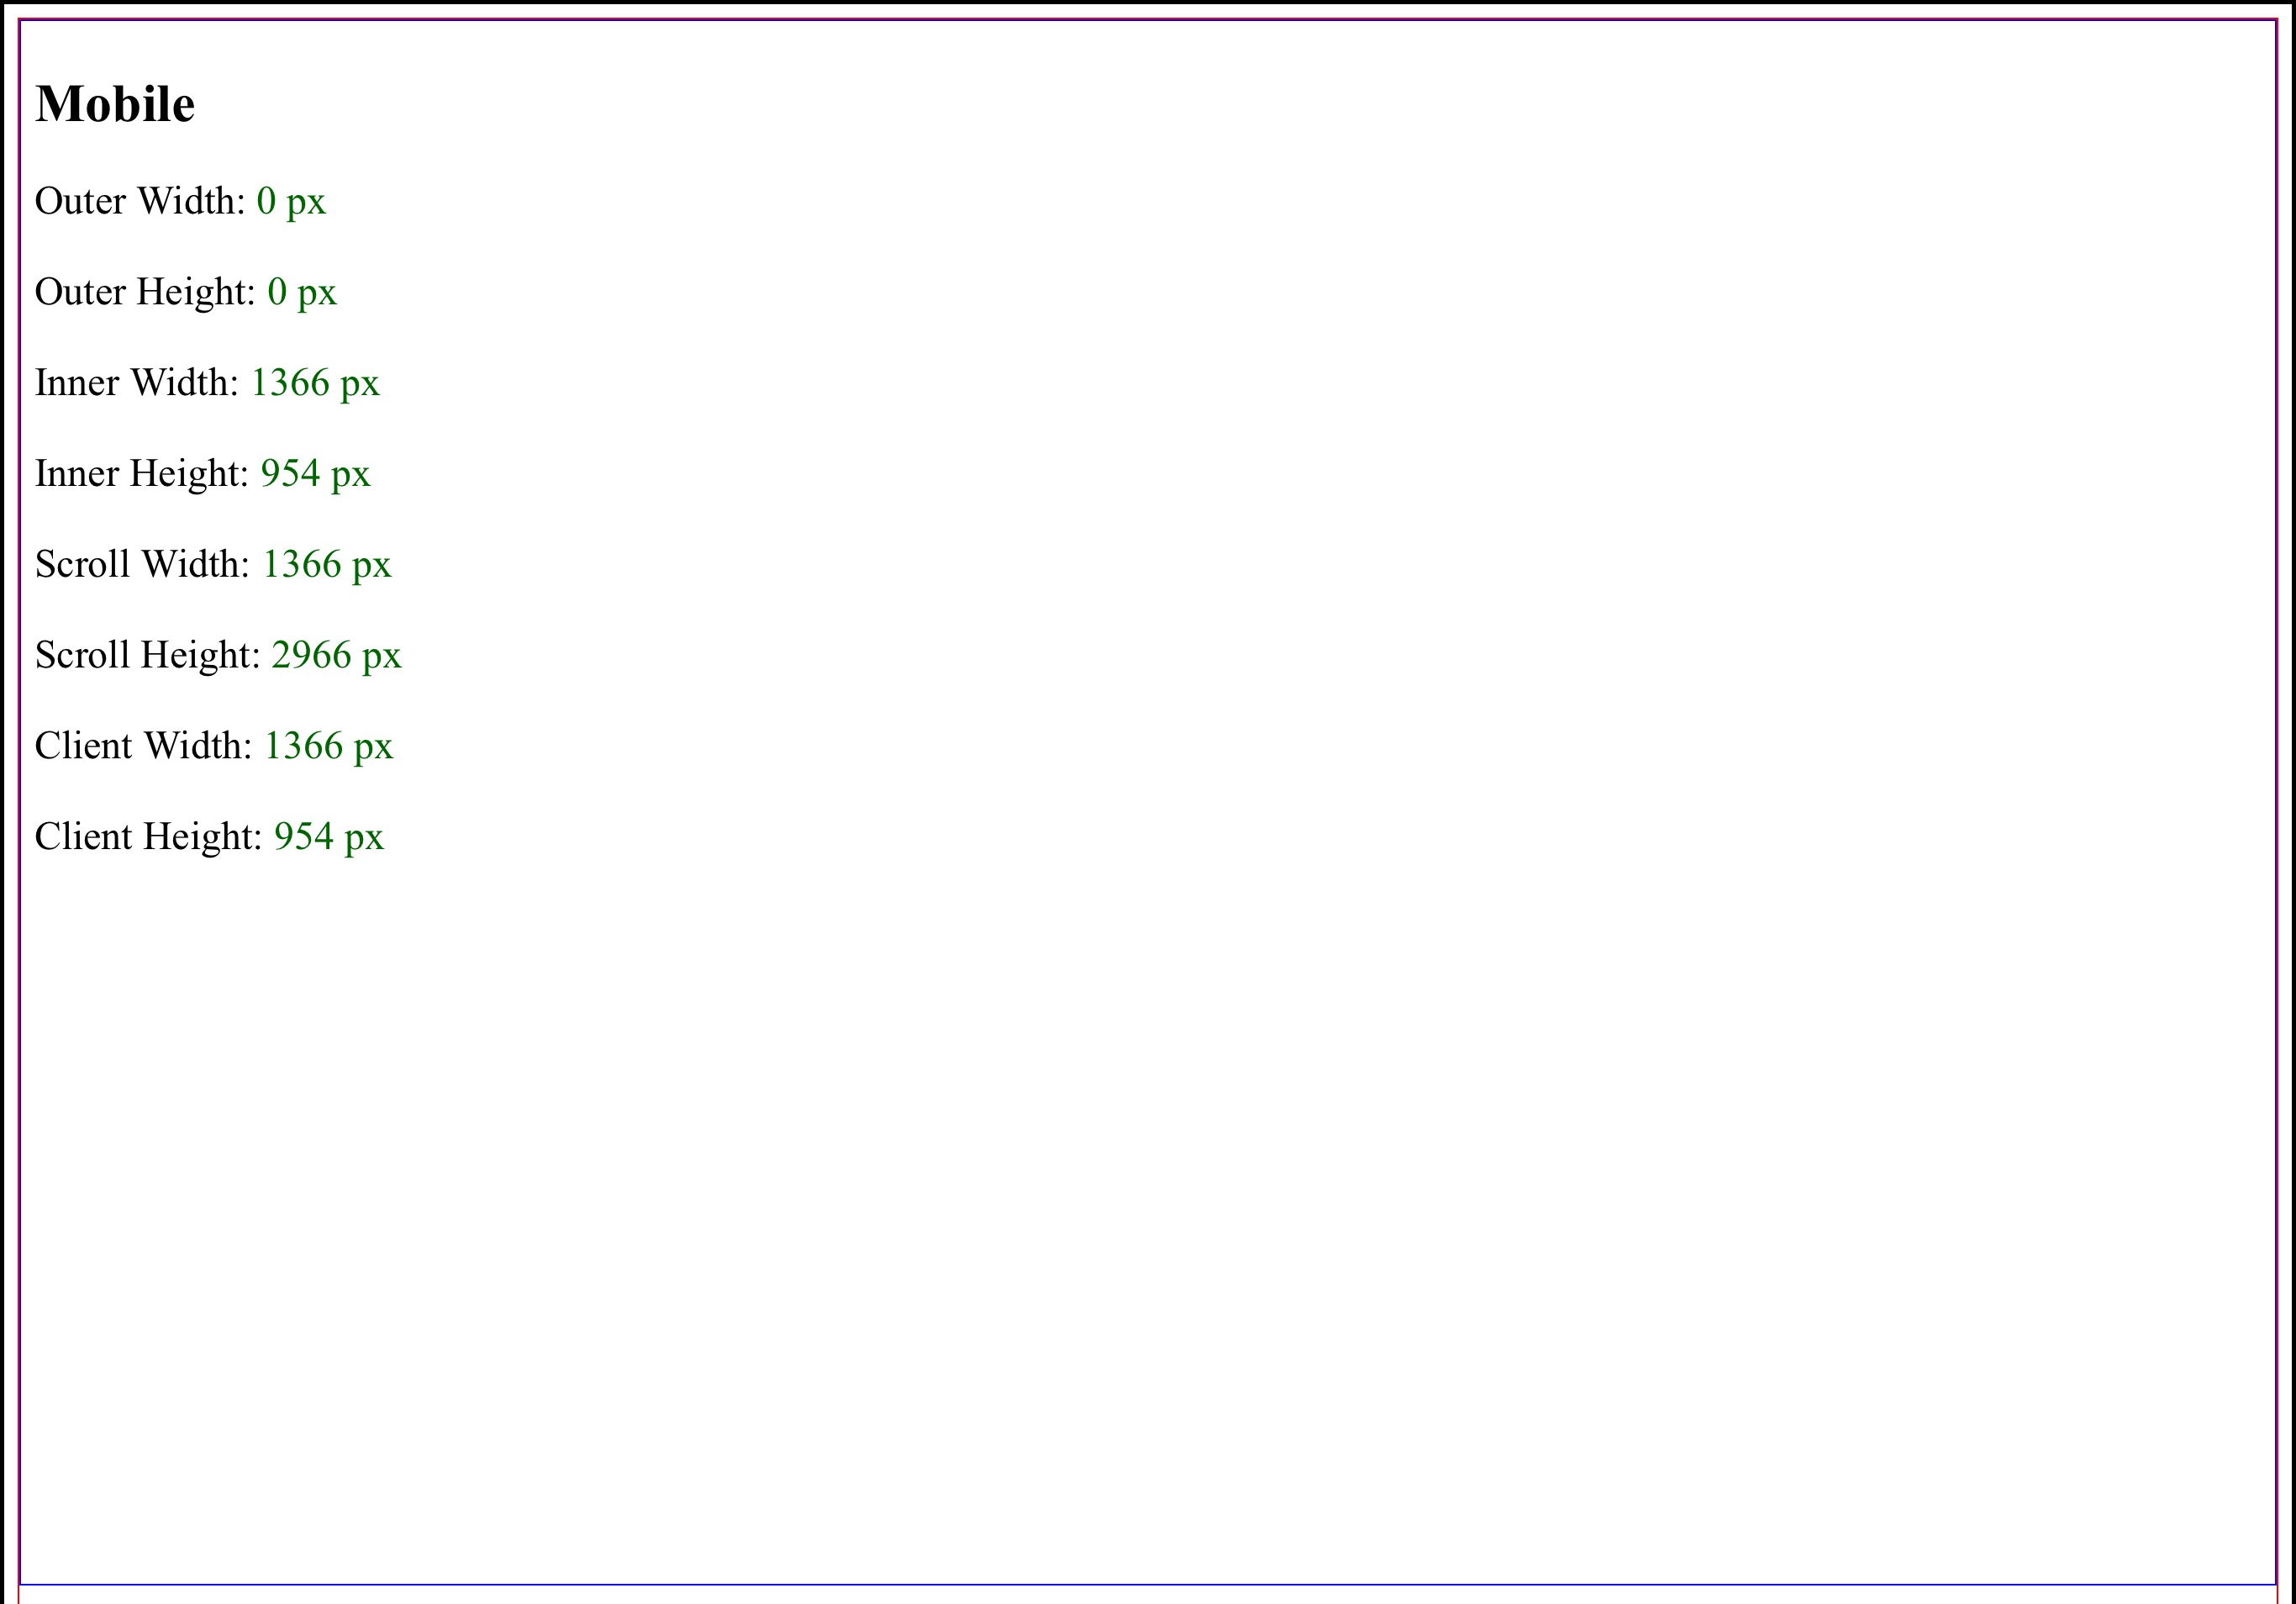 Mobile
Outer Width: 0 px
Outer Height: 0 px
Inner Width: 1366 px
Inner Height: 954 px
Scroll Width: 1366 px
Scroll Height: 2966 px
Client Width: 1366 px
Client Height: 954 px